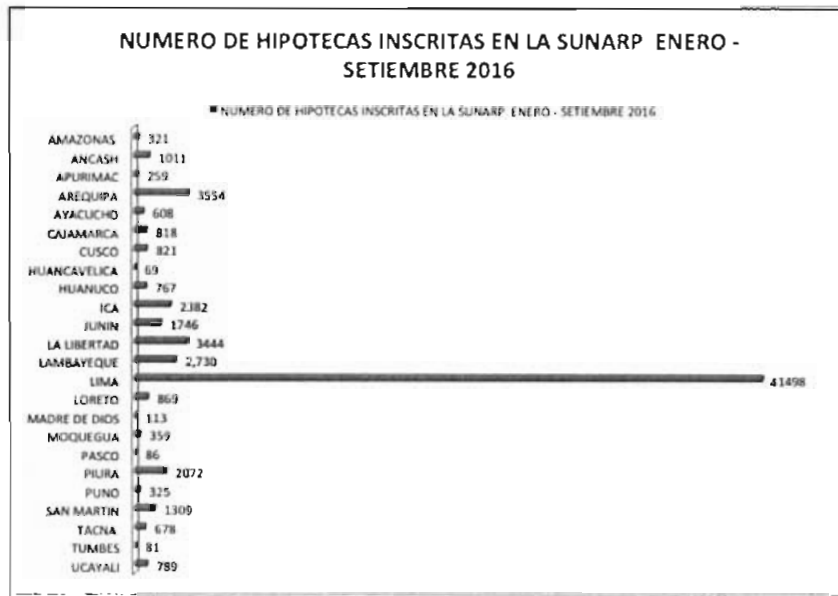 NUMERO DE HIPOTECAS INSCRITAS EN LA SUNARP ENERO -
SETIEMBRE 2016
NUMERO DE HIPOTECAS INSCRITAS EN LA SUNARP ENERO - SETIEMBRE 2016
AMAZONAS 321
ANCASH 1011
APURIMAC 259
AREQUIPA 3554
AYACUCHO 608
CAJAMARCA 818
CUSCO 821
HUANCAVELICA 69
HUANUCO 767
ICA 2382
JUNIN 1746
LA LIBERTAD 3444
LAMBAYEQUE 2,730
LIMA 41498
LORETO 869
MADRE DE DIOS 113
MOQUEGUA 359
PASCO 86
PIURA 2072
PUNO 325
SAN MARTIN 1309
TACNA 678
TUMBES 81
UCAYALI 789